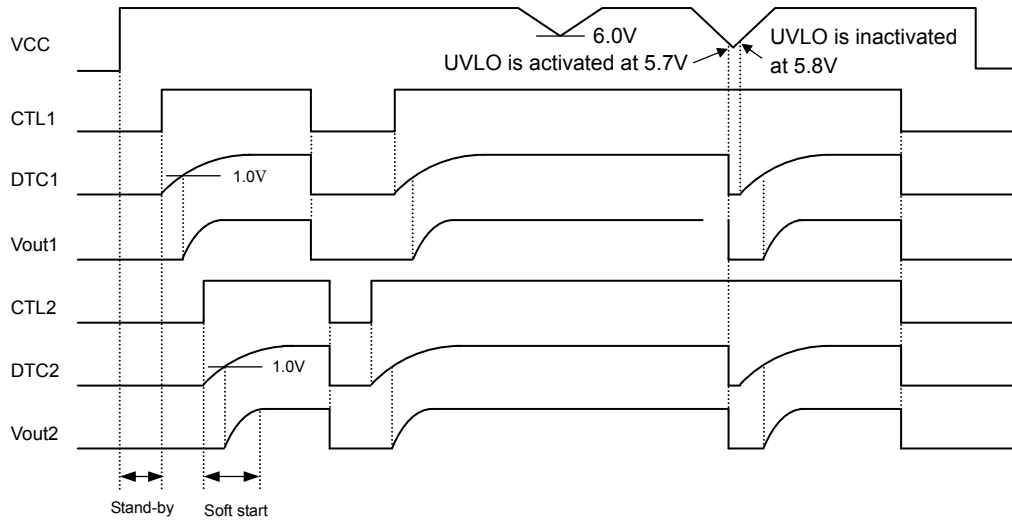 VCC
6.0V
UVLO is activated at 5.7V
UVLO is inactivated
at 5.8V
CTL1
DTC1
1.0V
Vout1
CTL2
DTC2
1.0V
Vout2
Stand-by
Soft start